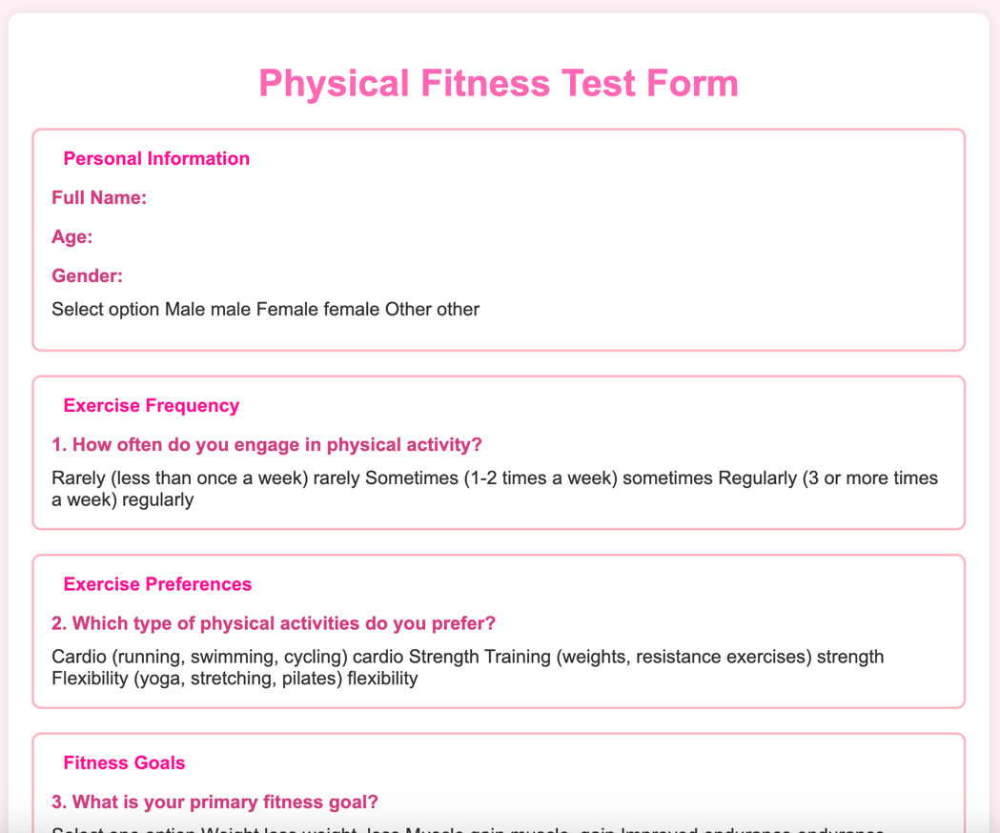 Physical Fitness Test Form
Personal Information
Full Name:
Age:
Gender:
Select option Male male Female female Other other
Exercise Frequency
1. How often do you engage in physical activity?
Rarely (less than once a week) rarely Sometimes (1-2 times a week) sometimes Regularly (3 or more times
a week) regularly
Exercise Preferences
2. Which type of physical activities do you prefer?
Cardio (running, swimming, cycling) cardio Strength Training (weights, resistance exercises) strength
Flexibility (yoga, stretching, pilates) flexibility
Fitness Goals
3. What is your primary fitness goal?
Select one option Weight loss weight_loss Muscle gain muscle_gain Improved endurance endurance